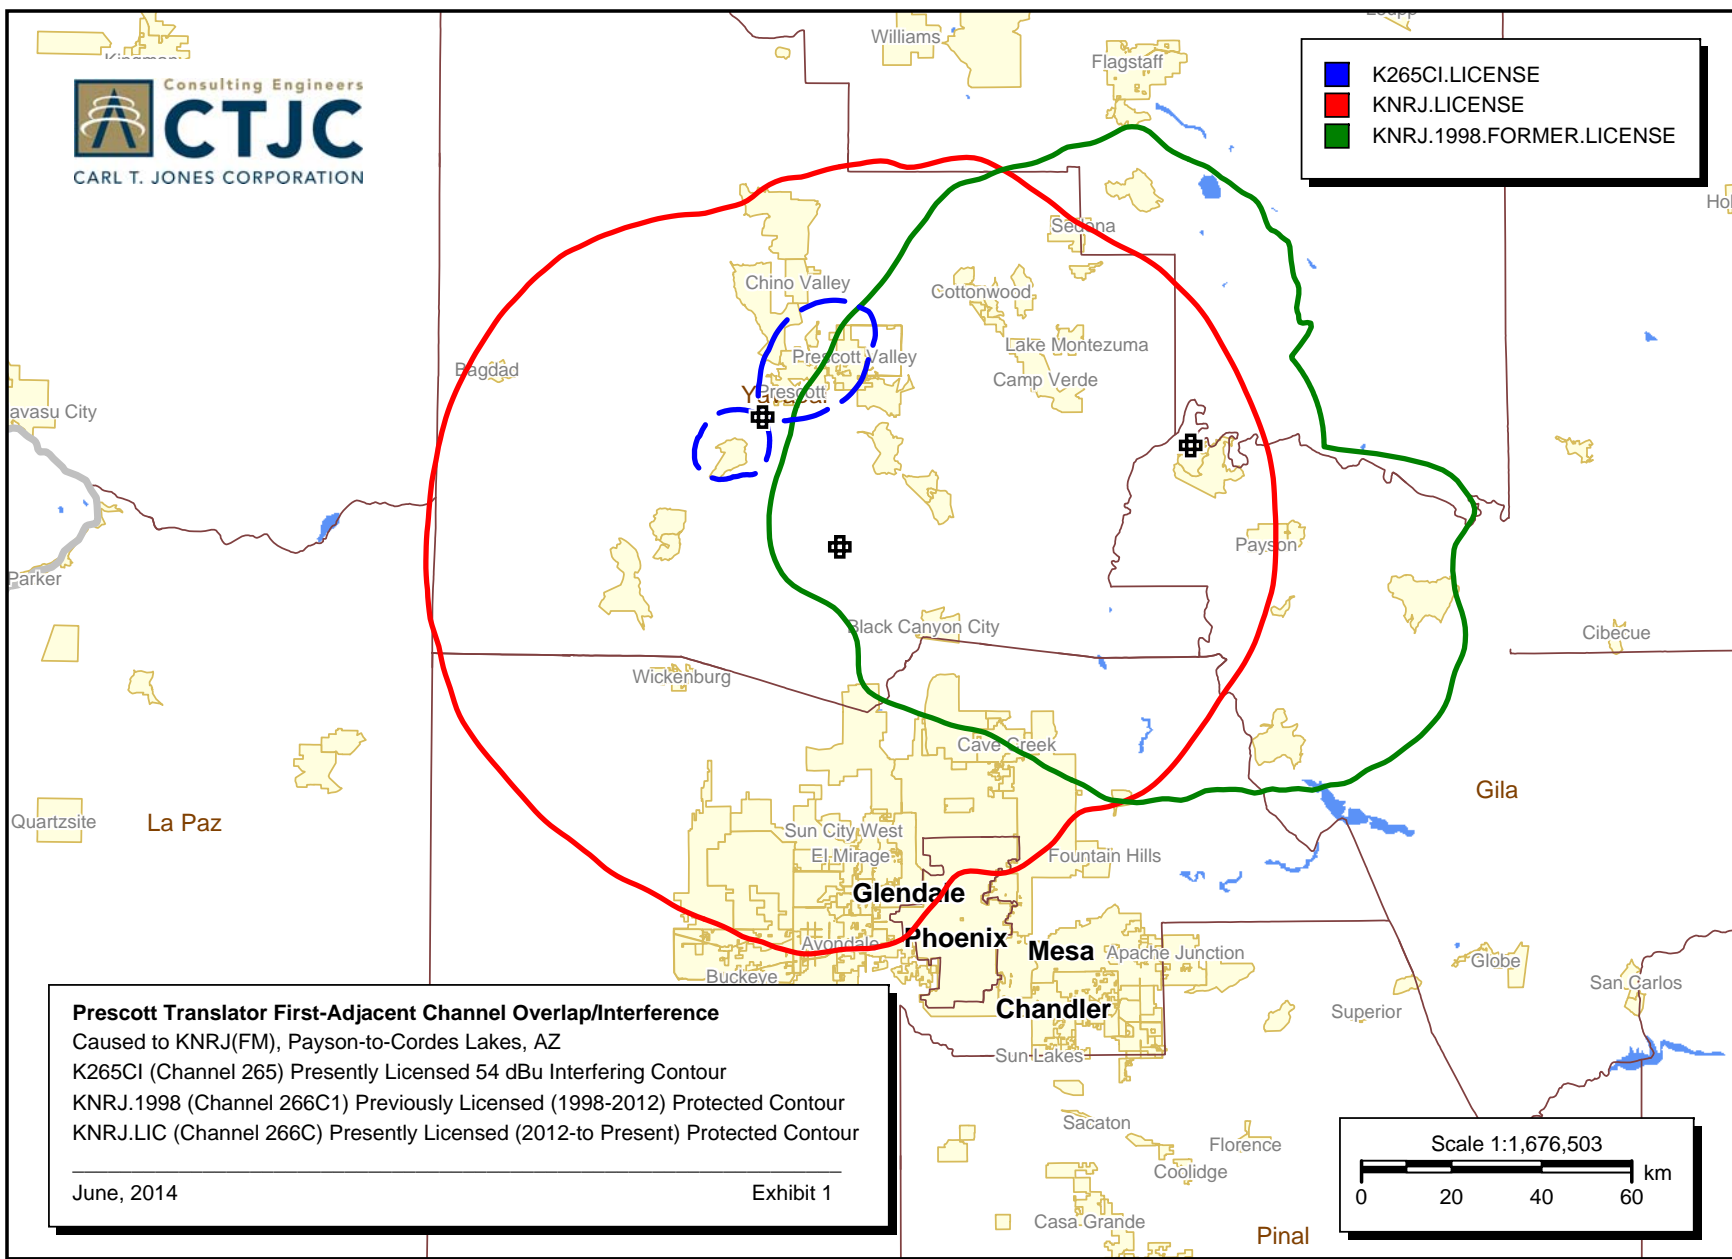 Loupp
Williams
Flagstaff
Kingman
Consulting Engineers
CTJC
CARL T. JONES CORPORATION
K265CI.LICENSE
KNRJ.LICENSE
KNRJ.1998.FORMER.LICENSE
Hol
Sedona
Chino Valley
Cottonwood
Lake Montezuma
Prescott Valley
Bagdad
Camp Verde
Prescott
Yavapai
avasu City
Payson
Parker
Black Canyon City
Cibecue
Wickenburg
Cave Creek
Gila
Quartzsite
La Paz
Sun City West
El Mirage
Fountain Hills
Glendale
Phoenix
Avondale
Mesa
Apache Junction
Globe
Buckeye
San Carlos
Chandler
Superior
Sun Lakes
Prescott Translator First-Adjacent Channel Overlap/Interference
Caused to KNRJ(FM), Payson-to-Cordes Lakes, AZ
K265CI (Channel 265) Presently Licensed 54 dBu Interfering Contour
KNRJ.1998 (Channel 266C1) Previously Licensed (1998-2012) Protected Contour
KNRJ.LIC (Channel 266C) Presently Licensed (2012-to Present) Protected Contour
June, 2014 Exhibit 1
Sacaton
Florence
Coolidge
Casa Grande
Pinal
Scale 1:1,676,503
km
0 20 40 60